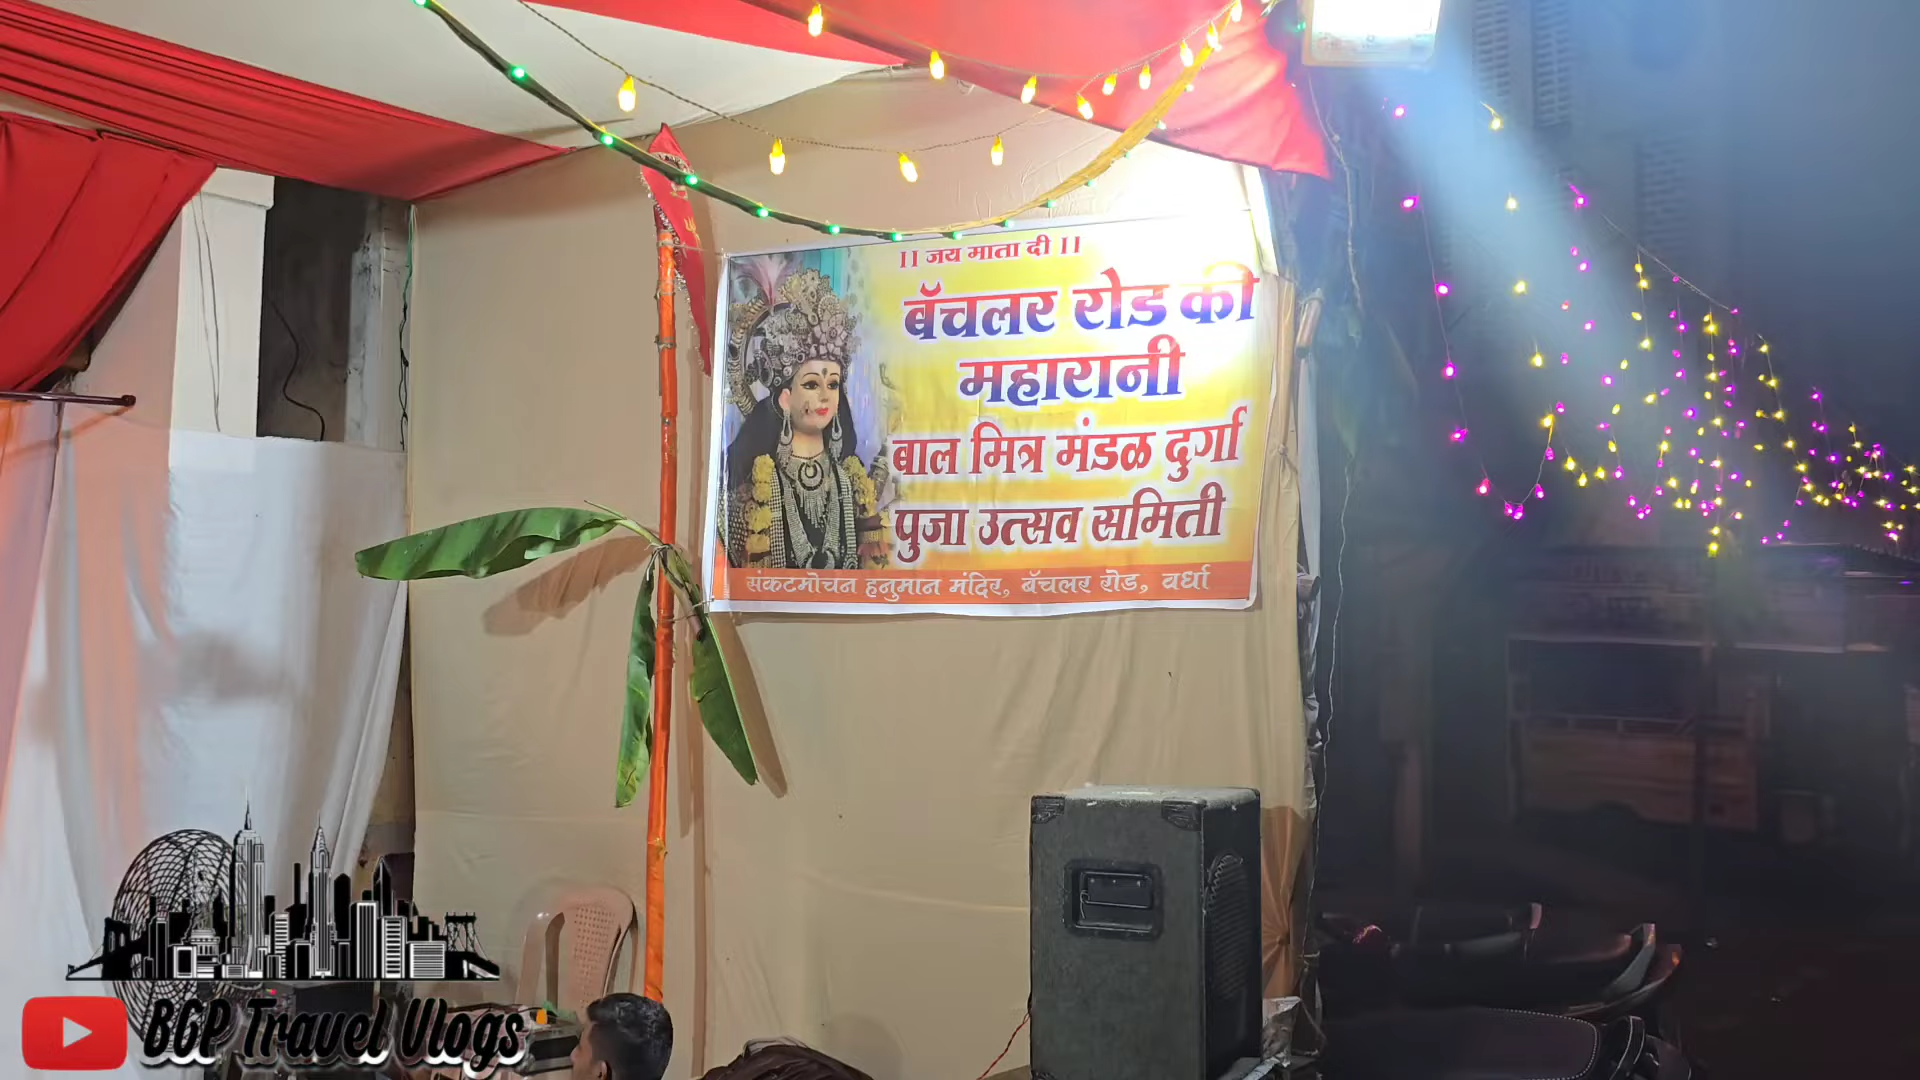 ।। जय माता दी ।।
बॅचलर रोड की
महारानी
बाल मित्र मंडळ दुर्गा
पुजा उत्सव समिती
संकटमोचन हनुमान मंदिर, बॅचलर रोड, वर्धा
BGP Travel Vlogs